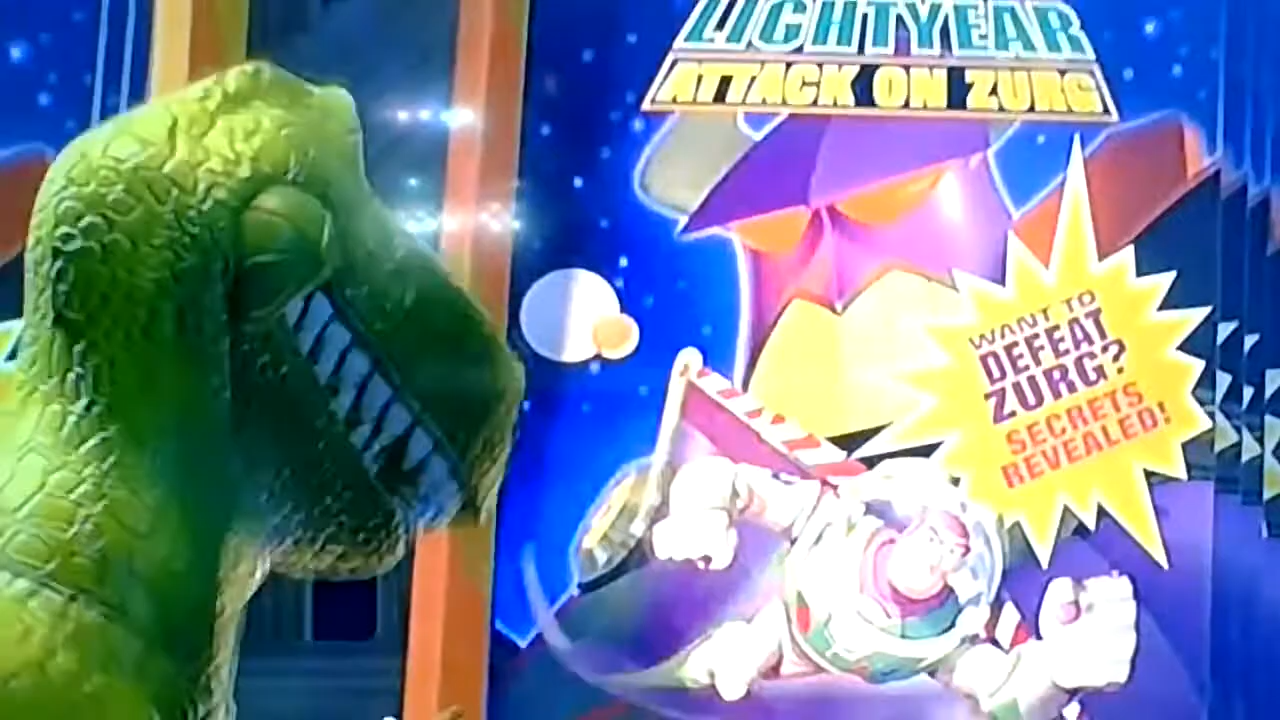 LIGHTYEAR
ATTACK ON ZURG
WANT TO
DEFEAT
ZURG?
SECRETS
REVEALED!